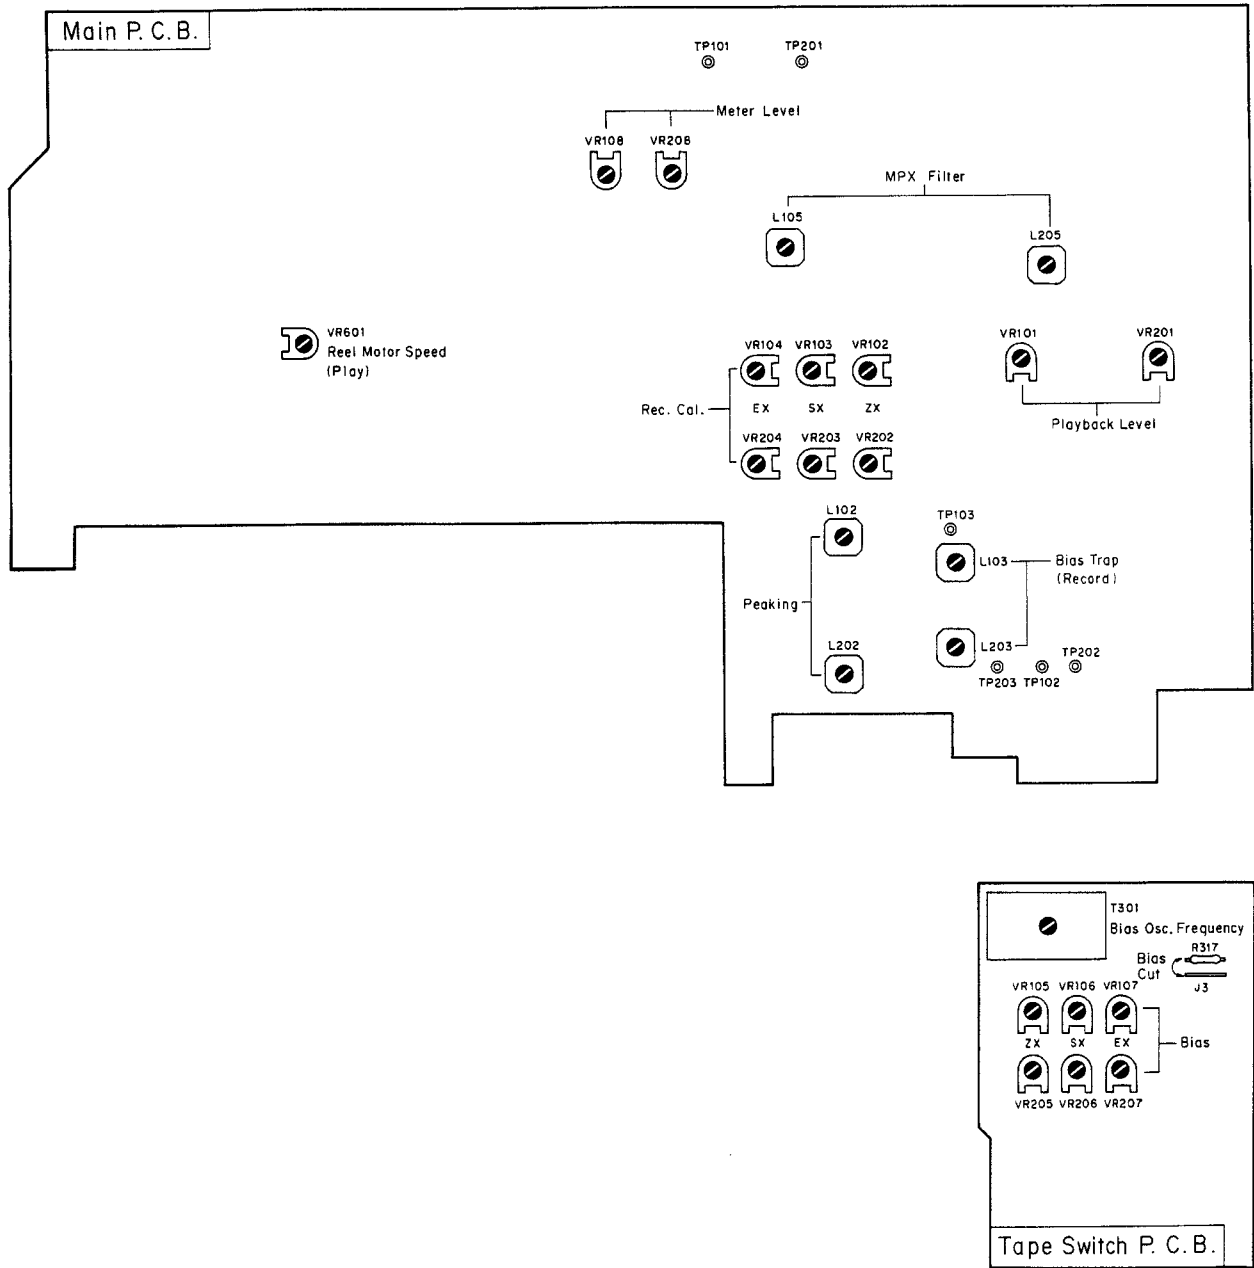 Main P. C. B.
TP101 TP201
Meter Level
VR108 VR208
MPX Filter
L105
L205
VR601
Reel Motor Speed
(Play)
VR104 VR103 VR102
VR101 VR201
Rec. Cal.
EX SX ZX
Playback Level
VR204 VR203 VR202
L102
TP103
L103
Bias Trap
(Record)
Peaking
L202
L203
TP202
TP203 TP102
T301
Bias Osc. Frequency
R317
Bias
Cut
J3
VR105 VR106 VR107
ZX SX EX
Bias
VR205 VR206 VR207
Tape Switch P. C. B.